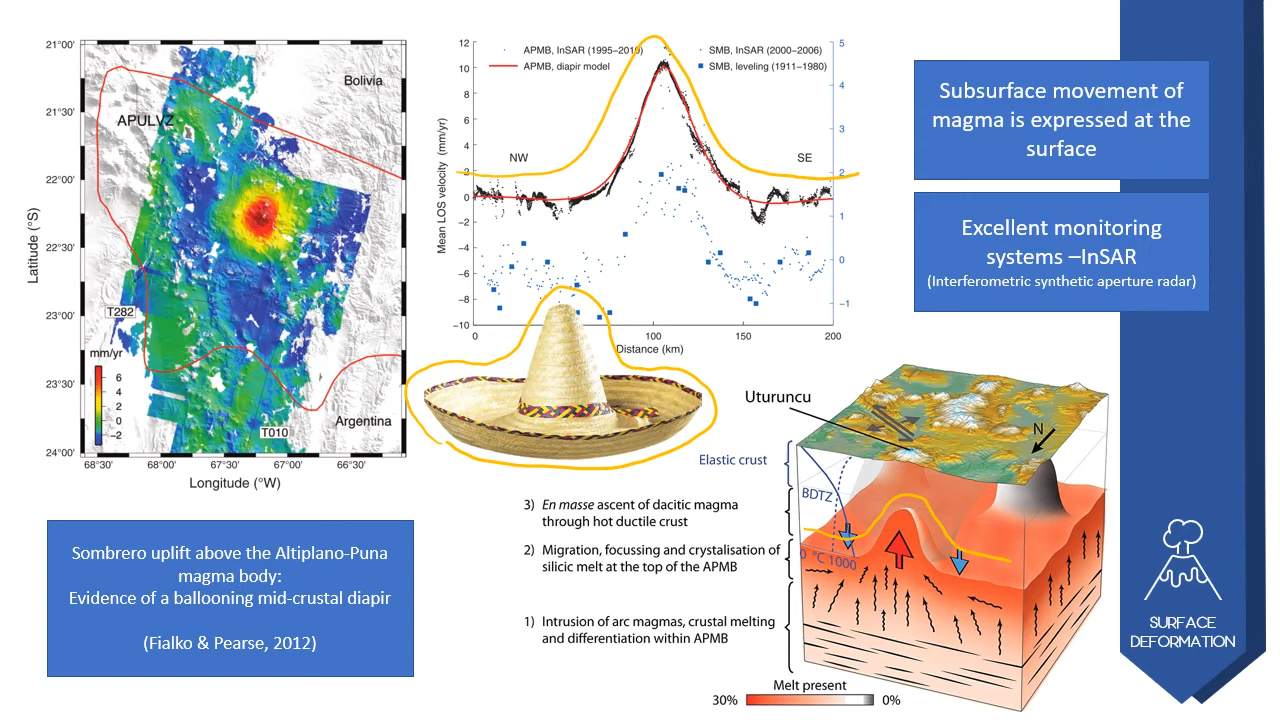 21°00'
21°30'
22°00'
22°30'
23°00'
23°30'
24°00'
Latitude (°S)
Bolivia
APULVZ
T282
mm/yr
6
4
2
0
−2
Argentina
T010
68°30' 68°00' 67°30' 67°00' 66°30'
Longitude (°W)
12
10
8
6
4
2
0
−2
−4
−6
−8
−10
Mean LOS velocity (mm/yr)
APMB, InSAR (1995−2010)
APMB, diapir model
SMB, InSAR (2000−2006)
SMB, leveling (1911−1980)
NW
SE
5
4
3
2
1
0
−1
0 50 100 150 200
Distance (km)
Subsurface movement of
magma is expressed at the
surface
Excellent monitoring
systems –InSAR
(Interferometric synthetic aperture radar)
Sombrero uplift above the Altiplano-Puna
magma body:
Evidence of a ballooning mid-crustal diapir
(Fialko & Pearse, 2012)
Uturuncu
N
Elastic crust
BDTZ
0 °C 1000
3) En masse ascent of dacitic magma
through hot ductile crust
2) Migration, focussing and crystalisation of
silicic melt at the top of the APMB
1) Intrusion of arc magmas, crustal melting
and differentiation within APMB
Melt present
30% 0%
SURFACE
DEFORMATION